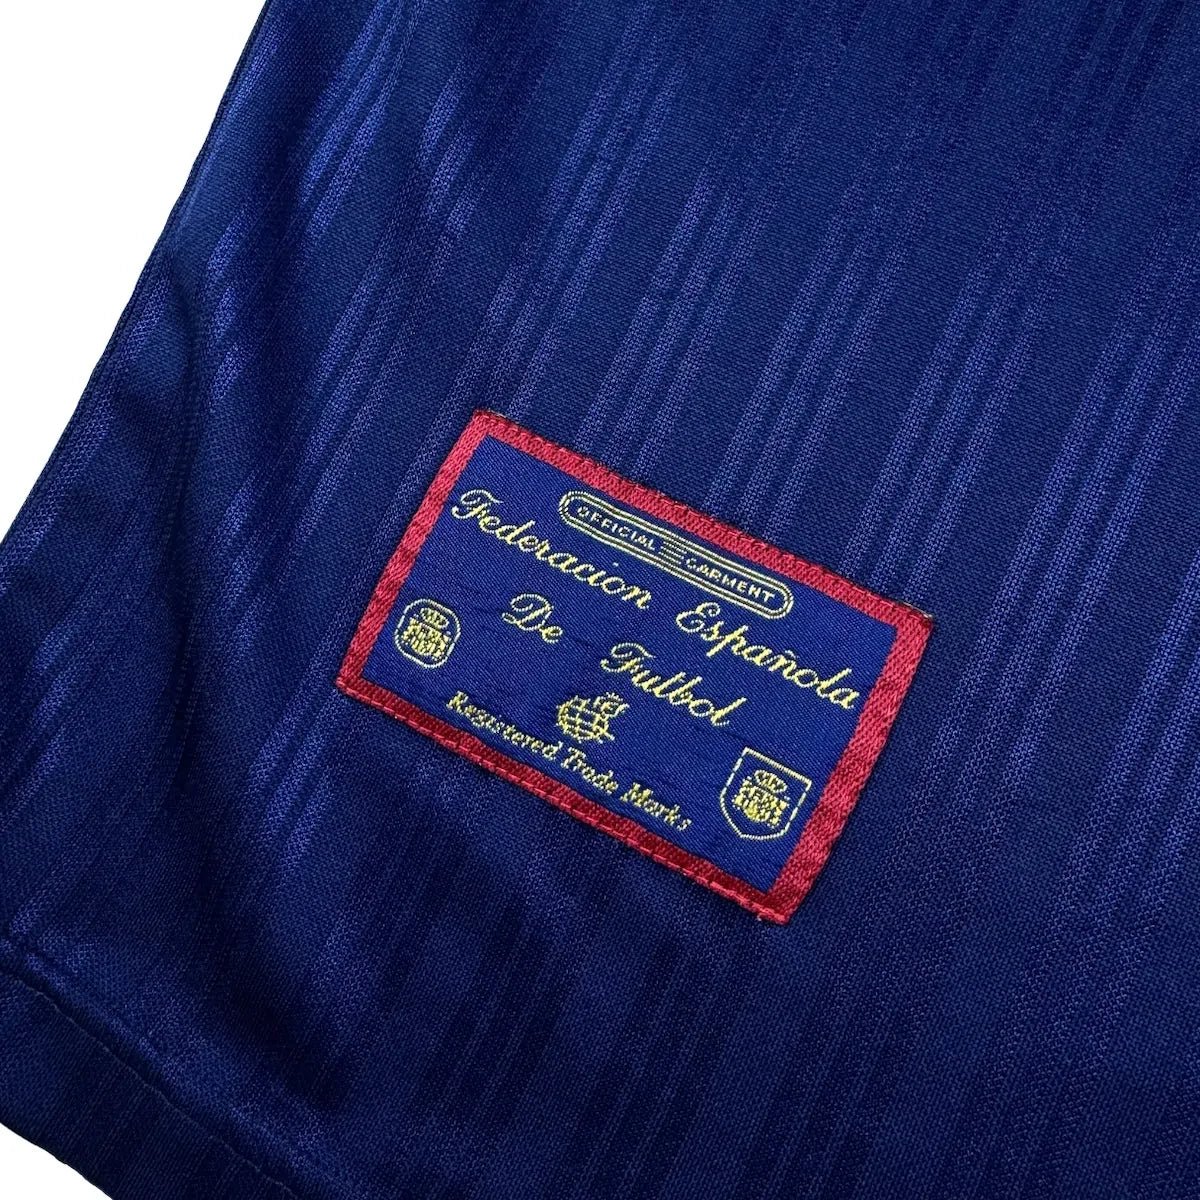 OFFICIAL GARMENT
Federacion Española
De Futbol
Registered Trade Marks